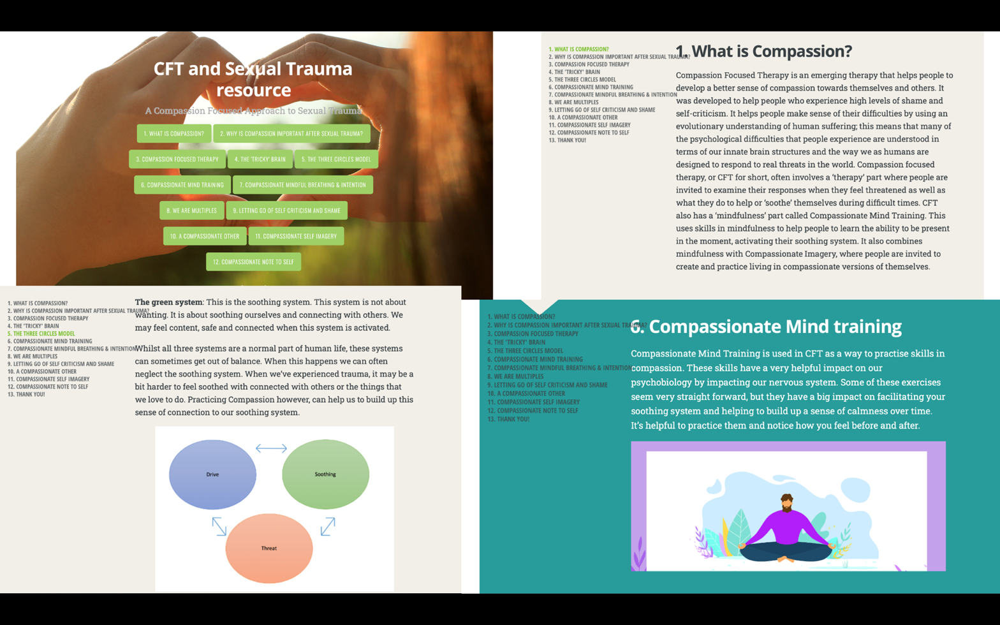 CFT and Sexual Trauma
resource
A Compassion Focused Approach to Sexual Trauma
1. WHAT IS COMPASSION?
2. WHY IS COMPASSION IMPORTANT AFTER SEXUAL TRAUMA?
3. COMPASSION FOCUSED THERAPY
4. THE 'TRICKY' BRAIN
5. THE THREE CIRCLES MODEL
6. COMPASSIONATE MIND TRAINING
7. COMPASSIONATE MINDFUL BREATHING & INTENTION
8. WE ARE MULTIPLES
9. LETTING GO OF SELF CRITICISM AND SHAME
10. A COMPASSIONATE OTHER
11. COMPASSIONATE SELF IMAGERY
12. COMPASSIONATE NOTE TO SELF
1. WHAT IS COMPASSION?
2. WHY IS COMPASSION IMPORTANT AFTER SEXUAL TRAUMA?
3. COMPASSION FOCUSED THERAPY
4. THE 'TRICKY' BRAIN
5. THE THREE CIRCLES MODEL
6. COMPASSIONATE MIND TRAINING
7. COMPASSIONATE MINDFUL BREATHING & INTENTION
8. WE ARE MULTIPLES
9. LETTING GO OF SELF CRITICISM AND SHAME
10. A COMPASSIONATE OTHER
11. COMPASSIONATE SELF IMAGERY
12. COMPASSIONATE NOTE TO SELF
13. THANK YOU!
1. What is Compassion?
Compassion Focused Therapy is an emerging therapy that helps people to
develop a better sense of compassion towards themselves and others. It
was developed to help people who experience high levels of shame and
self-criticism. It helps people make sense of their difficulties by using an
evolutionary understanding of human suffering; this means that many of
the psychological difficulties that people experience are understood in
terms of our innate brain structures and the way we as humans are
designed to respond to real threats in the world. Compassion focused
therapy, or CFT for short, often involves a ‘therapy’ part where people are
invited to examine their responses when they feel threatened as well as
what they do to help or ‘soothe’ themselves during difficult times. CFT
also has a ‘mindfulness’ part called Compassionate Mind Training. This
uses skills in mindfulness to help people to learn the ability to be present
in the moment, activating their soothing system. It also combines
mindfulness with Compassionate Imagery, where people are invited to
create and practice living in compassionate versions of themselves.
1. WHAT IS COMPASSION?
2. WHY IS COMPASSION IMPORTANT AFTER SEXUAL TRAUMA?
3. COMPASSION FOCUSED THERAPY
4. THE 'TRICKY' BRAIN
5. THE THREE CIRCLES MODEL
6. COMPASSIONATE MIND TRAINING
7. COMPASSIONATE MINDFUL BREATHING & INTENTION
8. WE ARE MULTIPLES
9. LETTING GO OF SELF CRITICISM AND SHAME
10. A COMPASSIONATE OTHER
11. COMPASSIONATE SELF IMAGERY
12. COMPASSIONATE NOTE TO SELF
13. THANK YOU!
The green system: This is the soothing system. This system is not about
wanting. It is about soothing ourselves and connecting with others. We
may feel content, safe and connected when this system is activated.
Whilst all three systems are a normal part of human life, these systems
can sometimes get out of balance. When this happens we can often
neglect the soothing system. When we’ve experienced trauma, it may be a
bit harder to feel soothed with connected with others or the things that
we love to do. Practicing Compassion however, can help us to build up this
sense of connection to our soothing system.
Drive
Soothing
Threat
1. WHAT IS COMPASSION?
2. WHY IS COMPASSION IMPORTANT AFTER SEXUAL TRAUMA?
3. COMPASSION FOCUSED THERAPY
4. THE 'TRICKY' BRAIN
5. THE THREE CIRCLES MODEL
6. COMPASSIONATE MIND TRAINING
7. COMPASSIONATE MINDFUL BREATHING & INTENTION
8. WE ARE MULTIPLES
9. LETTING GO OF SELF CRITICISM AND SHAME
10. A COMPASSIONATE OTHER
11. COMPASSIONATE SELF IMAGERY
12. COMPASSIONATE NOTE TO SELF
13. THANK YOU!
6. Compassionate Mind training
Compassionate Mind Training is used in CFT as a way to practise skills in
compassion. These skills have a very helpful impact on our
psychobiology by impacting our nervous system. Some of these exercises
seem very straight forward, but they have a big impact on facilitating your
soothing system and helping to build up a sense of calmness over time.
It’s helpful to practice them and notice how you feel before and after.